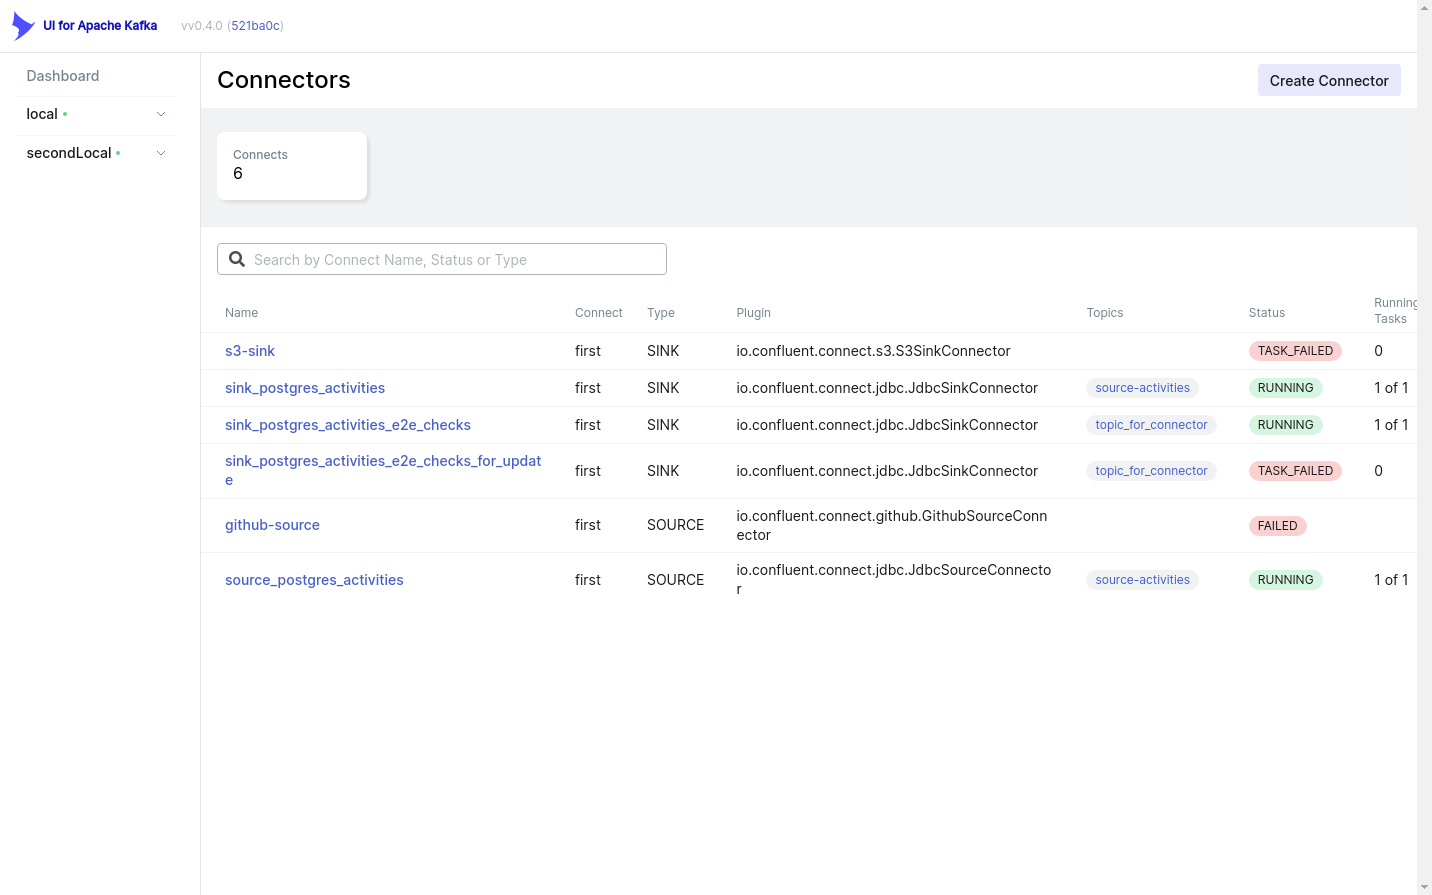 UI for Apache Kafka
vv0.4.0 (521ba0c)
Dashboard
local
secondLocal
Connectors
Create Connector
Connects
6
Search by Connect Name, Status or Type
Name Connect Type Plugin Topics Status Running Tasks
s3-sink first SINK io.confluent.connect.s3.S3SinkConnector TASK_FAILED 0
sink_postgres_activities first SINK io.confluent.connect.jdbc.JdbcSinkConnector source-activities RUNNING 1 of 1
sink_postgres_activities_e2e_checks first SINK io.confluent.connect.jdbc.JdbcSinkConnector topic_for_connector RUNNING 1 of 1
sink_postgres_activities_e2e_checks_for_updat
e
first SINK io.confluent.connect.jdbc.JdbcSinkConnector topic_for_connector TASK_FAILED 0
github-source first SOURCE io.confluent.connect.github.GithubSourceConn
ector
FAILED
source_postgres_activities first SOURCE io.confluent.connect.jdbc.JdbcSourceConnecto
r
source-activities RUNNING 1 of 1